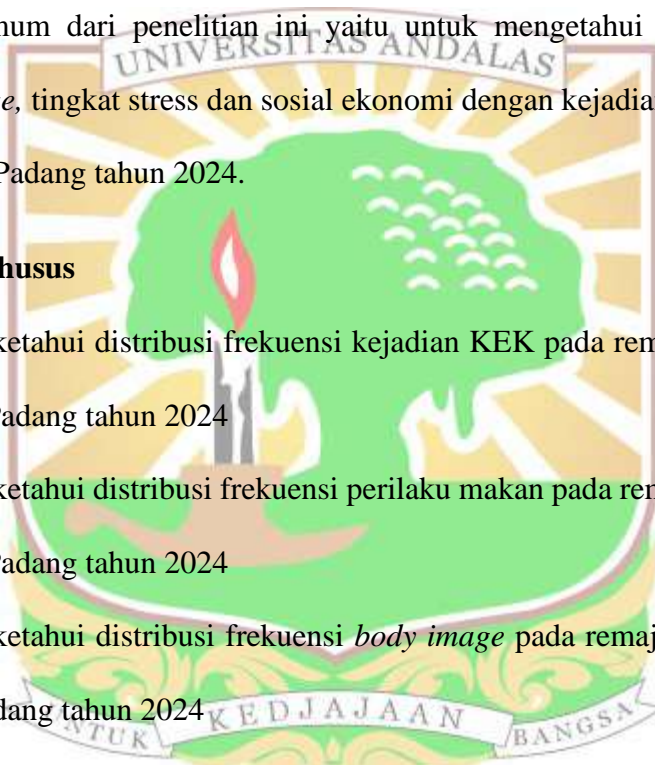 num dari penelitian ini yaitu untuk mengetahui
UNIVERSITAS ANDALAS
e, tingkat stress dan sosial ekonomi dengan kejadia
Padang tahun 2024.
husus
ketahui distribusi frekuensi kejadian KEK pada rem
Padang tahun 2024
ketahui distribusi frekuensi perilaku makan pada ren
Padang tahun 2024
ketahui distribusi frekuensi body image pada remaj
dang tahun 2024
UNTUK KEDJAJAAN BANGSA